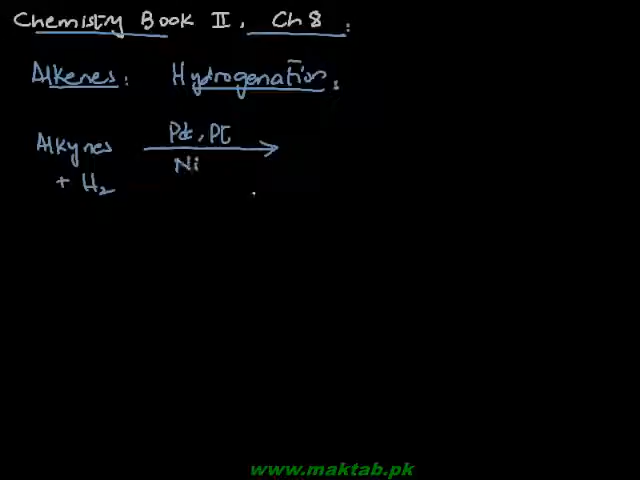 Chemistry Book II, Ch 8:
Alkenes: Hydrogenation:
Alkynes Pd, Pt
+ H₂ Ni
www.maktab.pk